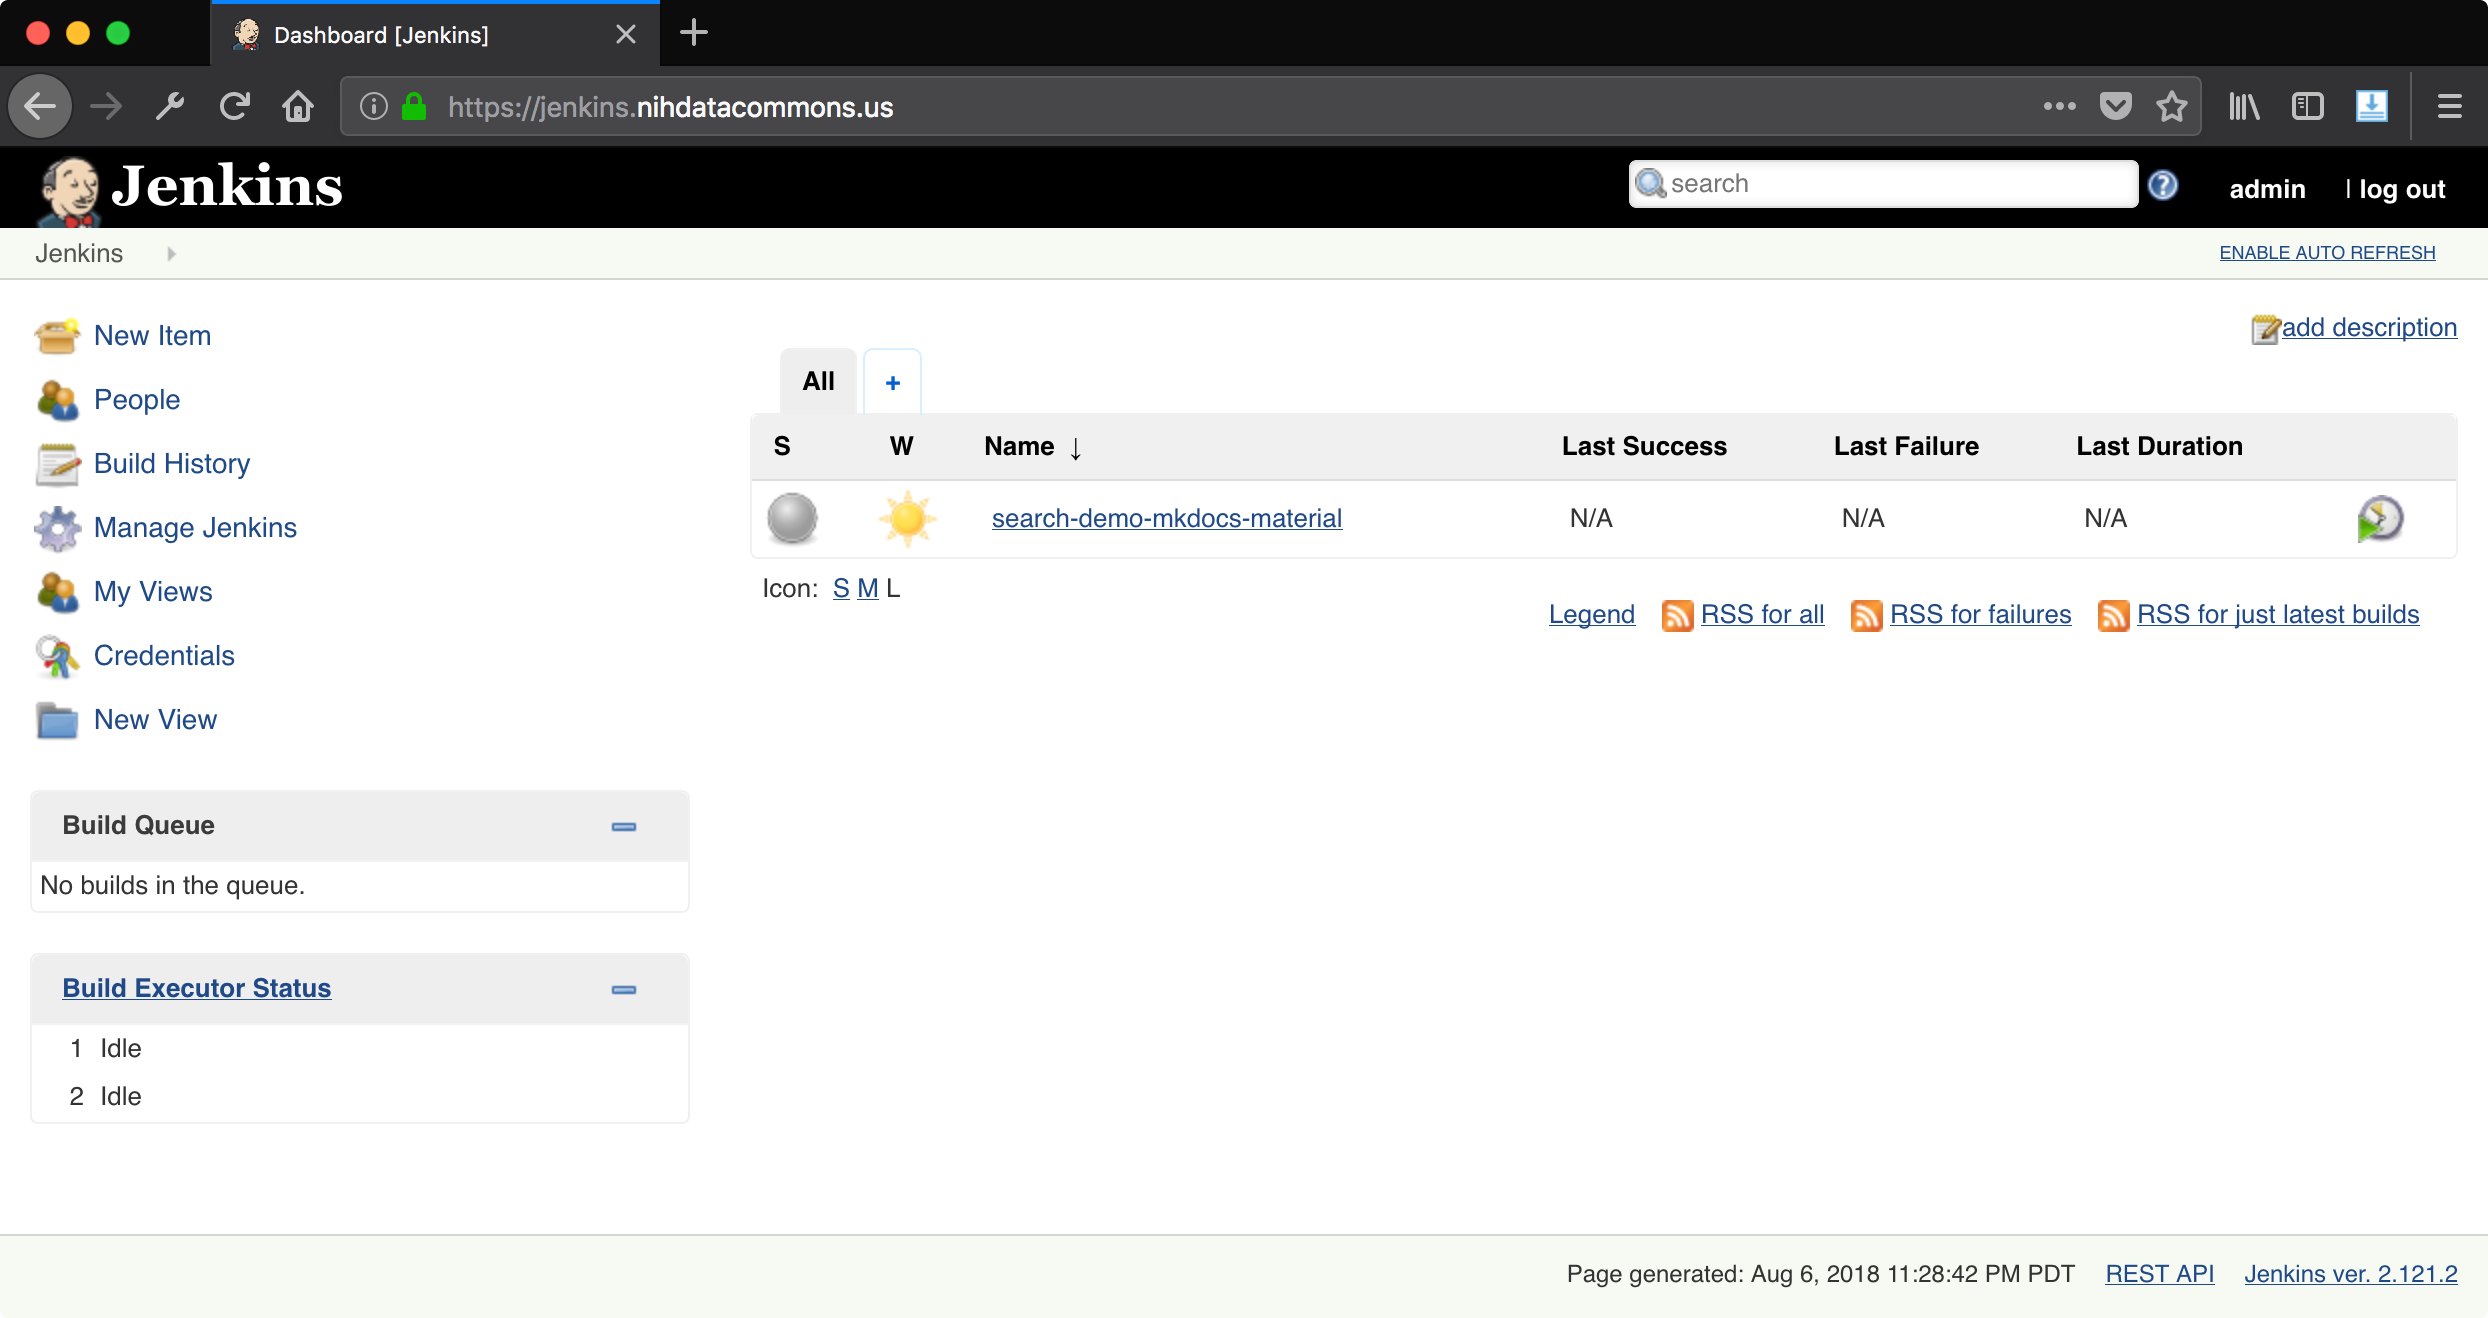 Dashboard [Jenkins]
https://jenkins.nihdatacommons.us
Jenkins
search
admin
| log out
Jenkins
ENABLE AUTO REFRESH
New Item
People
Build History
Manage Jenkins
My Views
Credentials
New View
Build Queue
No builds in the queue.
Build Executor Status
1 Idle
2 Idle
add description
All +
S W Name ↓ Last Success Last Failure Last Duration
search-demo-mkdocs-material N/A N/A N/A
Icon: S M L
Legend RSS for all RSS for failures RSS for just latest builds
Page generated: Aug 6, 2018 11:28:42 PM PDT REST API Jenkins ver. 2.121.2